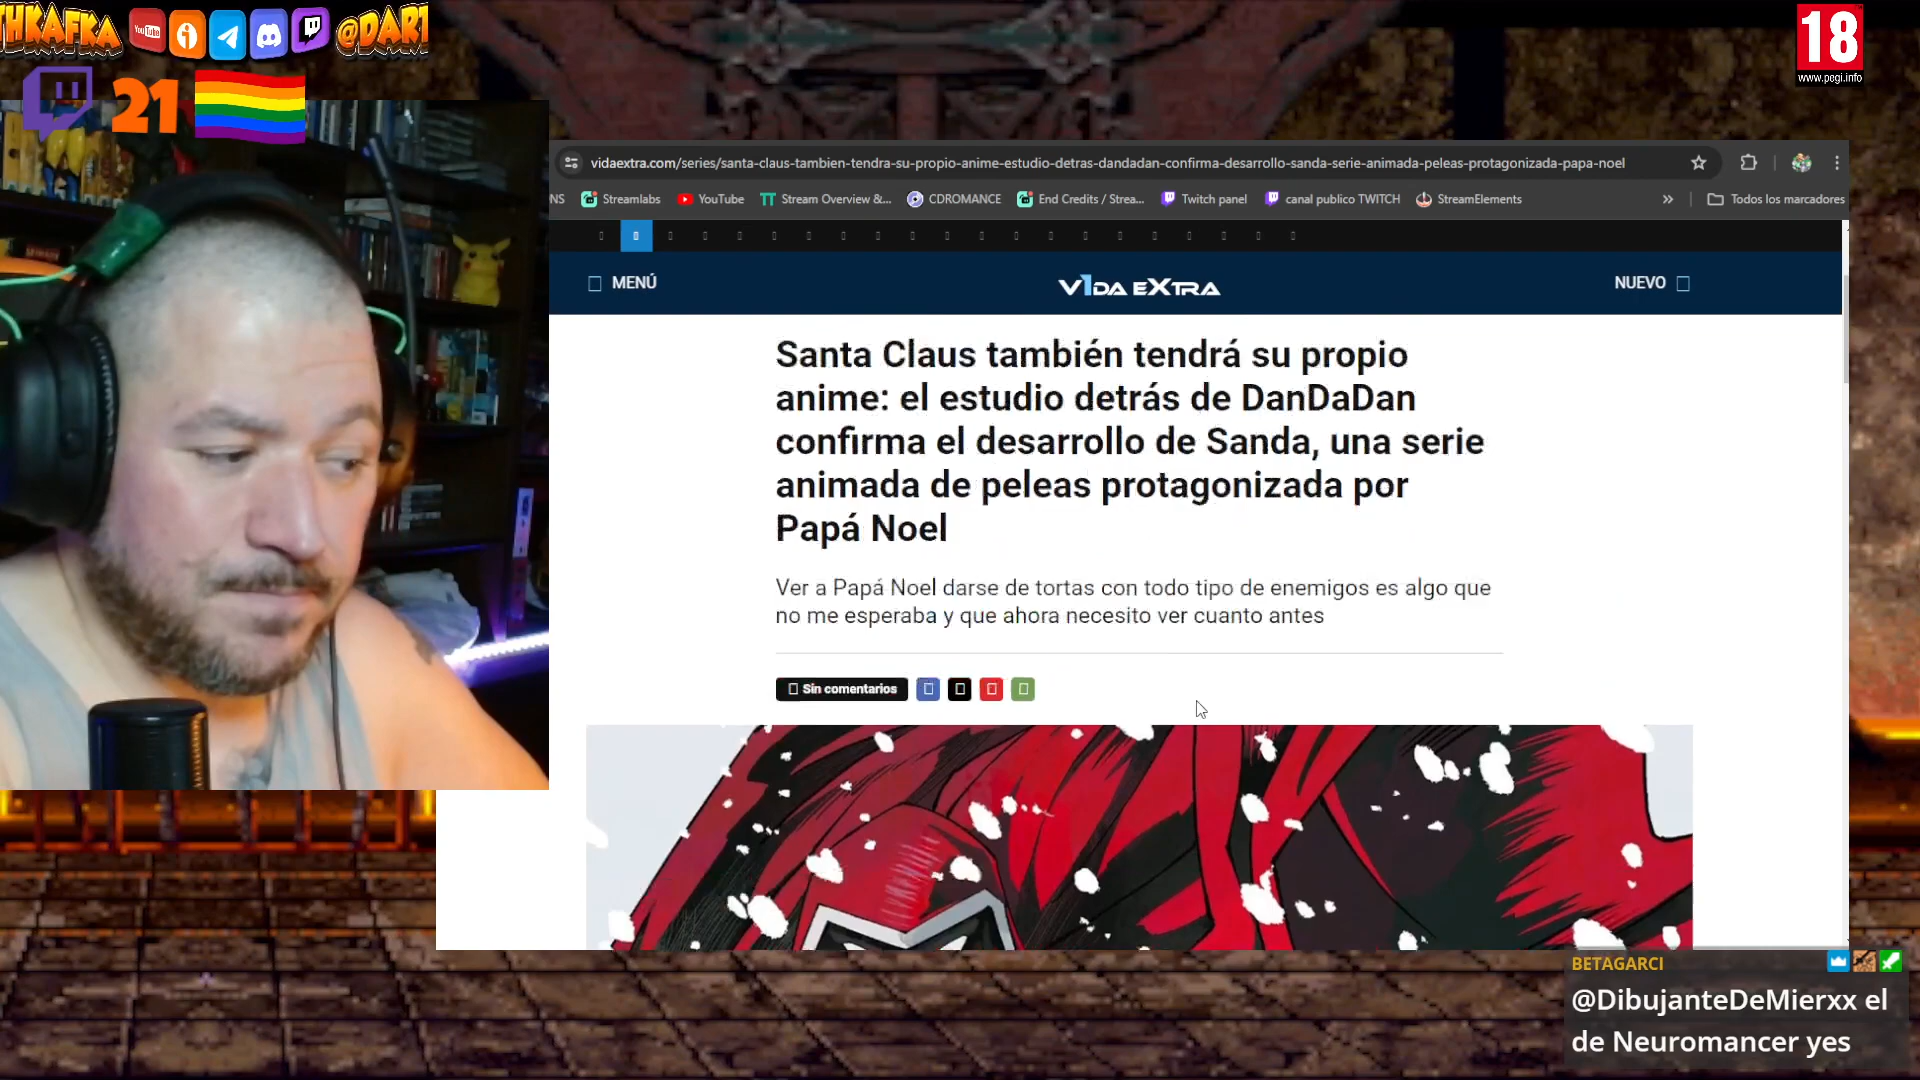 THKAFKA
YouTube
@DART
21
18
www.pegi.info
vidaextra.com/series/santa-claus-tambien-tendra-su-propio-anime-estudio-detras-dandadan-confirma-desarrollo-sanda-serie-animada-peleas-protagonizada-papa-noel
NS Streamlabs YouTube Stream Overview &... CDROMANCE End Credits / Strea... Twitch panel canal publico TWITCH StreamElements » Todos los marcadores
MENÚ
VIDA EXTRA
NUEVO
Santa Claus también tendrá su propio
anime: el estudio detrás de DanDaDan
confirma el desarrollo de Sanda, una serie
animada de peleas protagonizada por
Papá Noel
Ver a Papá Noel darse de tortas con todo tipo de enemigos es algo que
no me esperaba y que ahora necesito ver cuanto antes
Sin comentarios
BETAGARCI
@DibujanteDeMierxx el
de Neuromancer yes